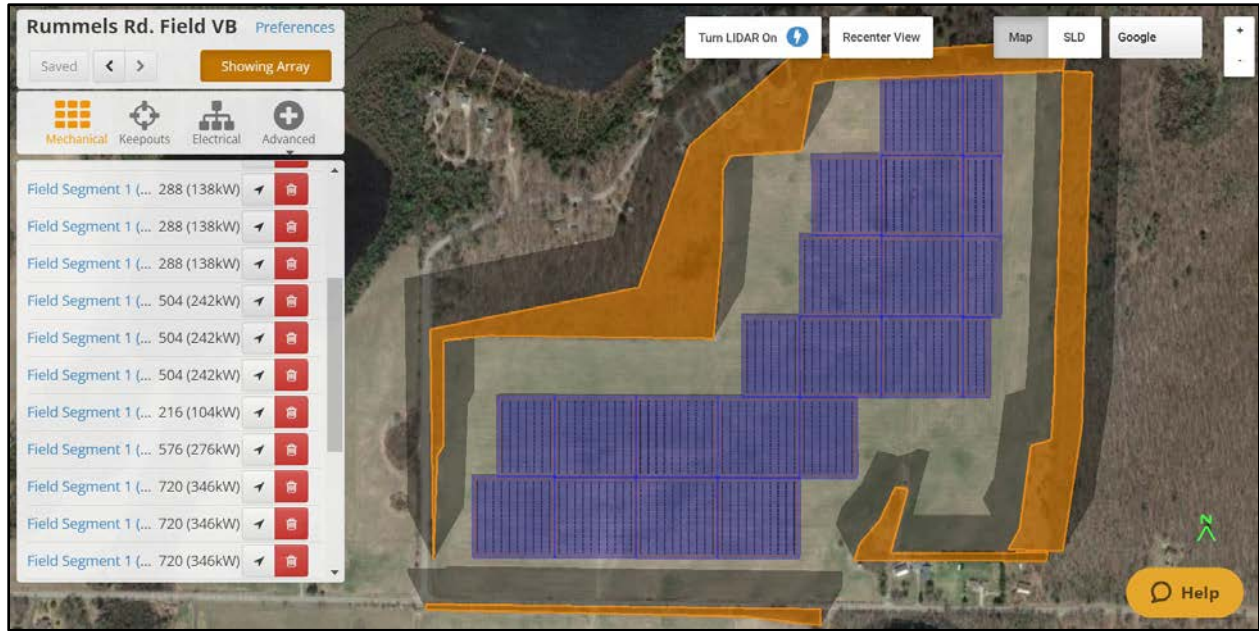 Rummels Rd. Field VB Preferences
Saved < > Showing Array
Mechanical Keepouts Electrical Advanced
Field Segment 1 (... 288 (138kW)
Field Segment 1 (... 288 (138kW)
Field Segment 1 (... 288 (138kW)
Field Segment 1 (... 504 (242kW)
Field Segment 1 (... 504 (242kW)
Field Segment 1 (... 504 (242kW)
Field Segment 1 (... 216 (104kW)
Field Segment 1 (... 576 (276kW)
Field Segment 1 (... 720 (346kW)
Field Segment 1 (... 720 (346kW)
Field Segment 1 (... 720 (346kW)
Turn LIDAR On Recenter View Map SLD Google + -
N
Help